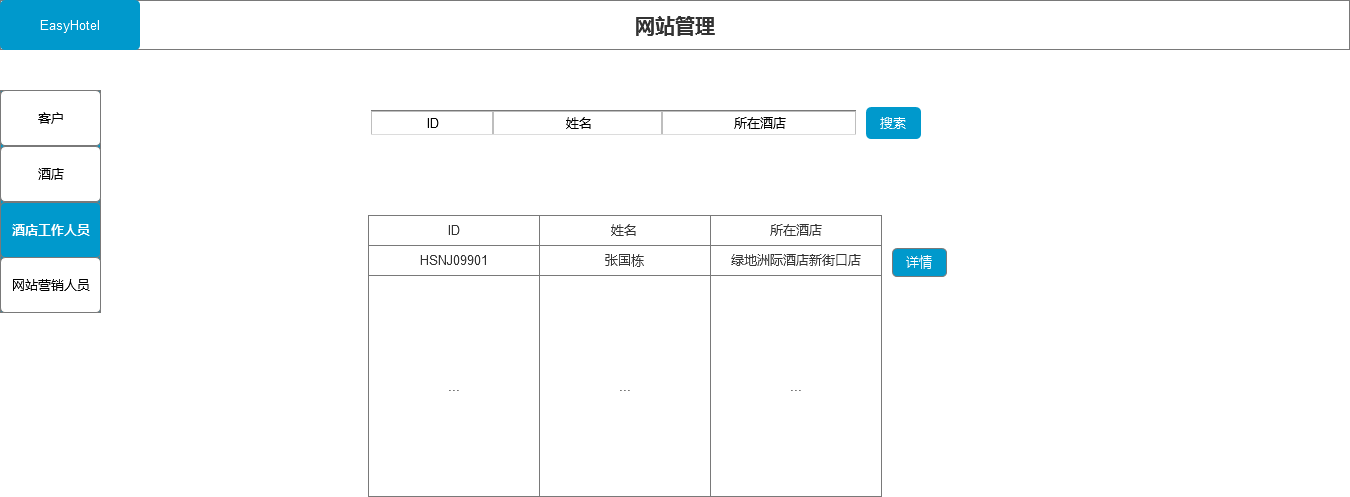 EasyHotel
网站管理
客户
酒店
酒店工作人员
网站营销人员
ID 姓名 所在酒店 搜索
ID 姓名 所在酒店
HSNJ09901 张国栋 绿地洲际酒店新街口店 详情
... ... ...